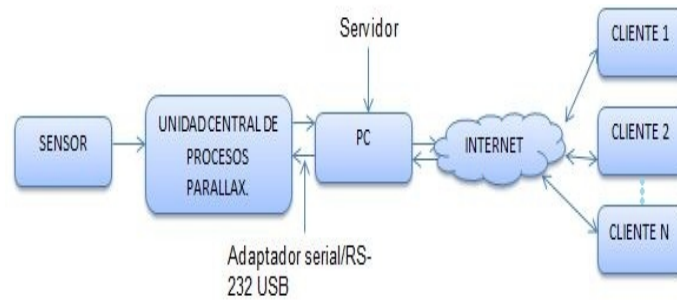 Servidor
SENSOR
UNIDAD CENTRAL DE
PROCESOS
PARALLAX.
PC
INTERNET
CLIENTE 1
CLIENTE 2
CLIENTE N
Adaptador serial/RS-
232 USB